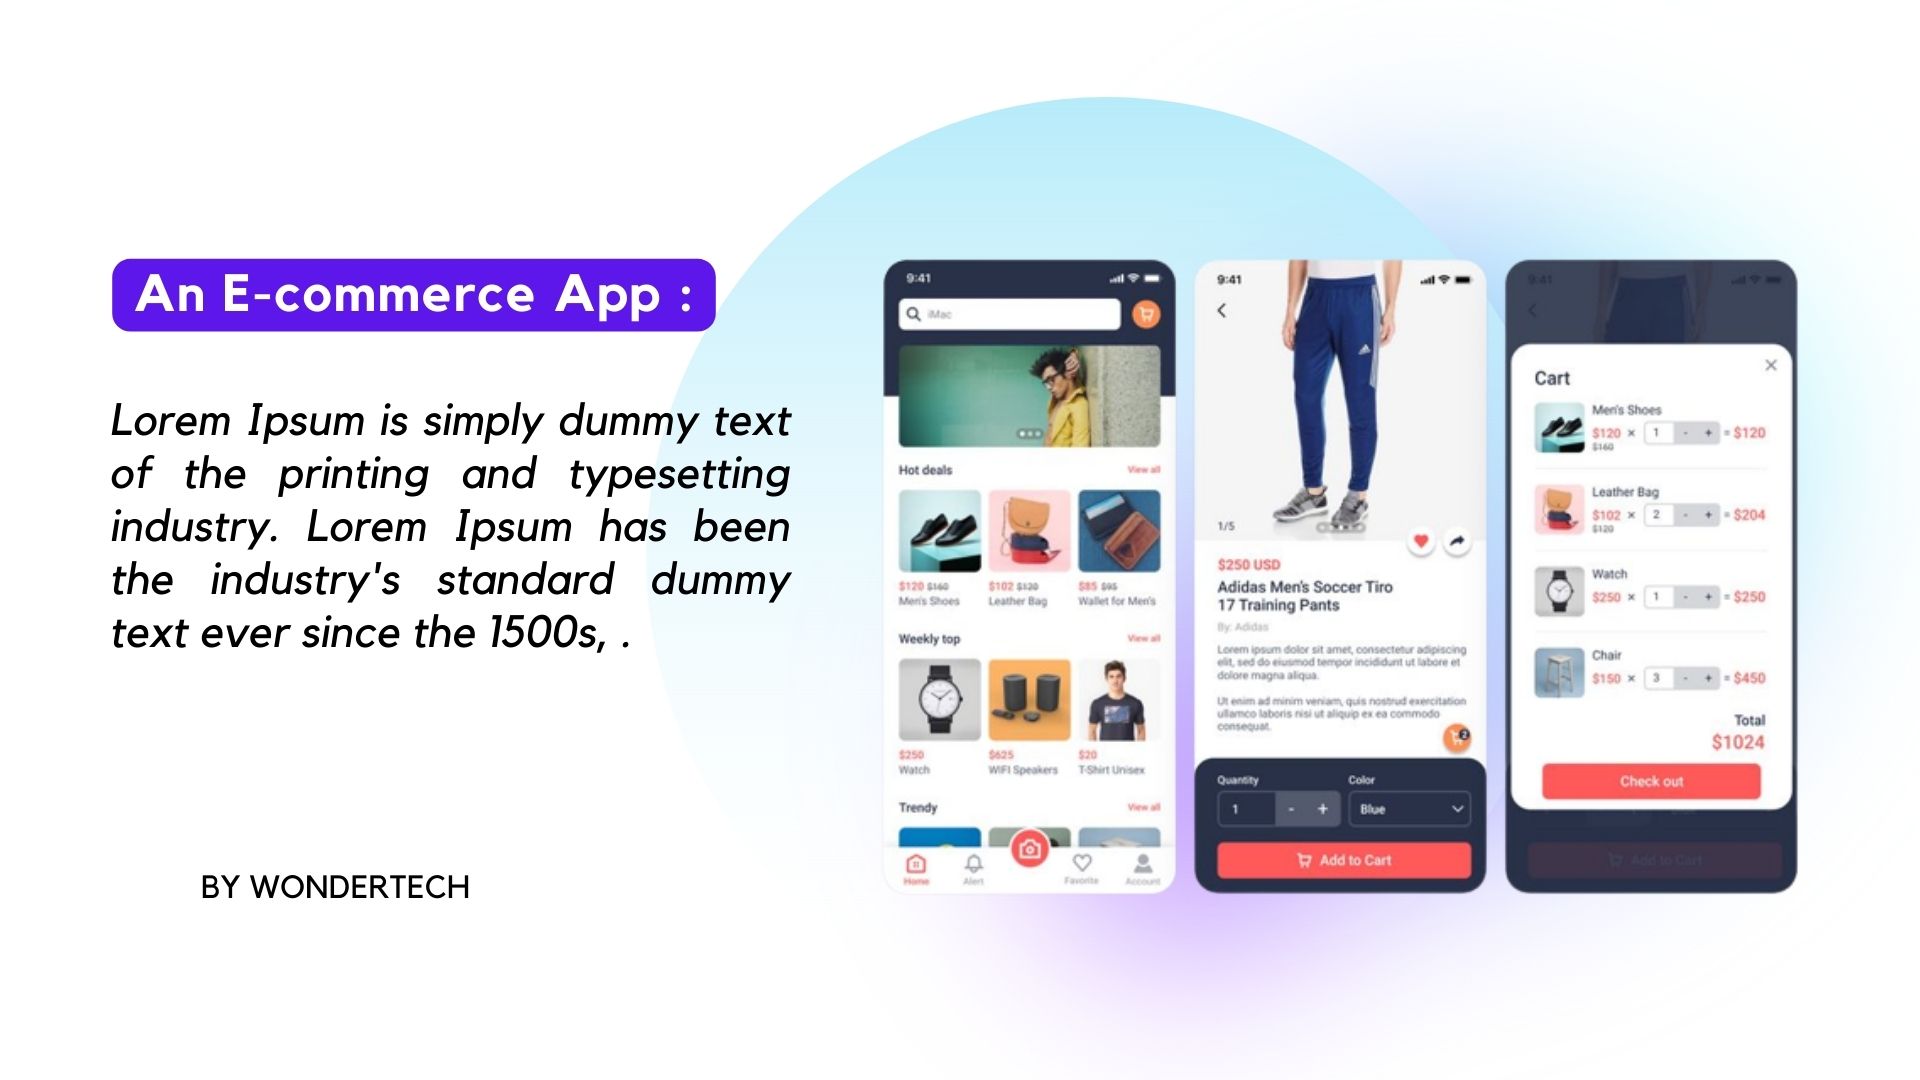 An E-commerce App :
Lorem Ipsum is simply dummy text
of the printing and typesetting
industry. Lorem Ipsum has been
the industry's standard dummy
text ever since the 1500s, .
BY WONDERTECH
9:41
iMac
Hot deals View all
$120 $160 $102 $120 $85 $95
Men's Shoes Leather Bag Wallet for Men's
Weekly top View all
$250 $625 $20
Watch WIFI Speakers T-Shirt Unisex
Trendy View all
Home Alert Favorite Account
9:41
1/5
$250 USD
Adidas Men's Soccer Tiro
17 Training Pants
By: Adidas
Lorem ipsum dolor sit amet, consectetur adipiscing
elit, sed do eiusmod tempor incididunt ut labore et
dolore magna aliqua.
Ut enim ad minim veniam, quis nostrud exercitation
ullamco laboris nisi ut aliquip ex ea commodo
consequat.
2
Quantity Color
1 - + Blue
Add to Cart
9:41
Cart
Men's Shoes
$120 × 1 - + = $120
$160
Leather Bag
$102 × 2 - + = $204
$120
Watch
$250 × 1 - + = $250
Chair
$150 × 3 - + = $450
Total
$1024
Check out
Add to Cart